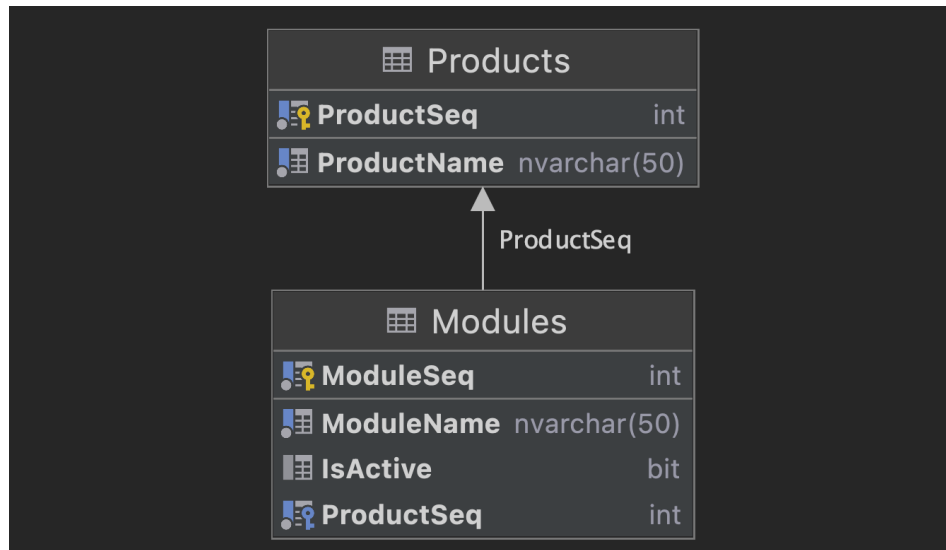 Products
ProductSeq int
ProductName nvarchar(50)
ProductSeq
Modules
ModuleSeq int
ModuleName nvarchar(50)
IsActive bit
ProductSeq int